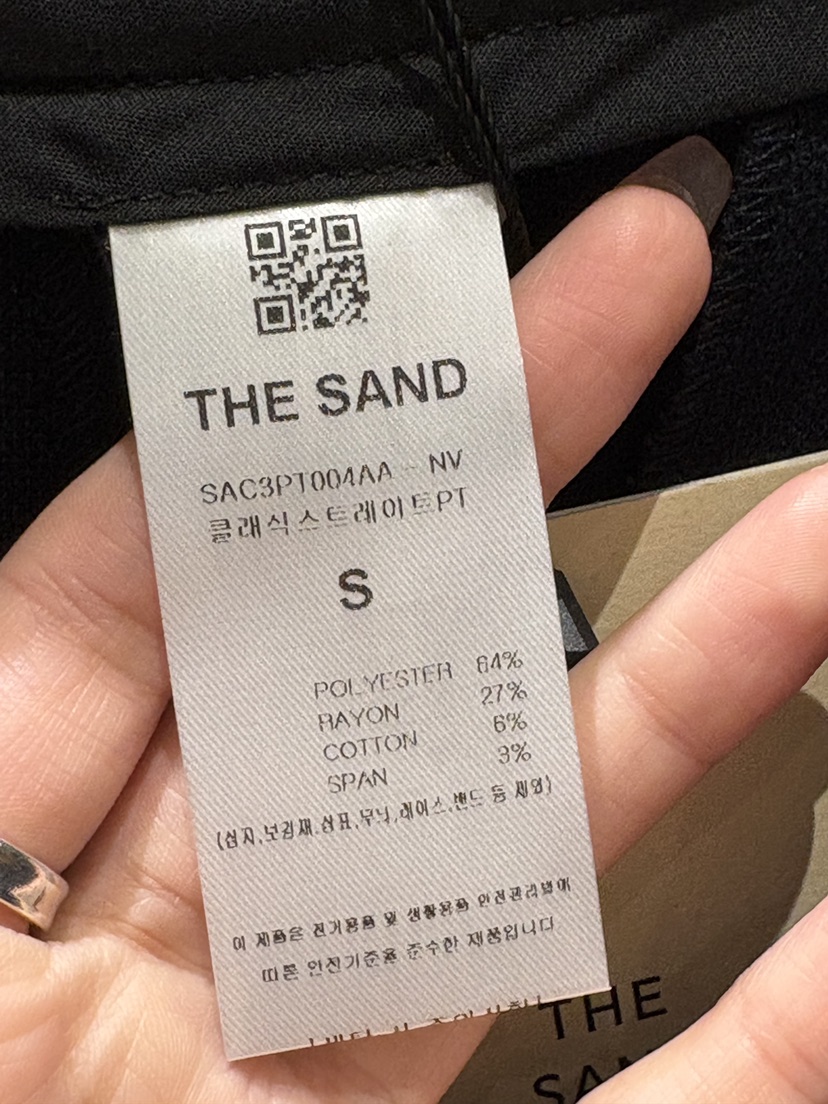 THE SAND
SAC3PT004AA - NV
클래식스트레이트PT
S
POLYESTER 64%
RAYON 27%
COTTON 6%
SPAN 3%
(심지,보강재,상표,무늬,레이스,밴드 등 제외)
이 제품은 전기용품 및 생활용품 안전관리법에
따른 안전기준을 준수한 제품입니다.
THE